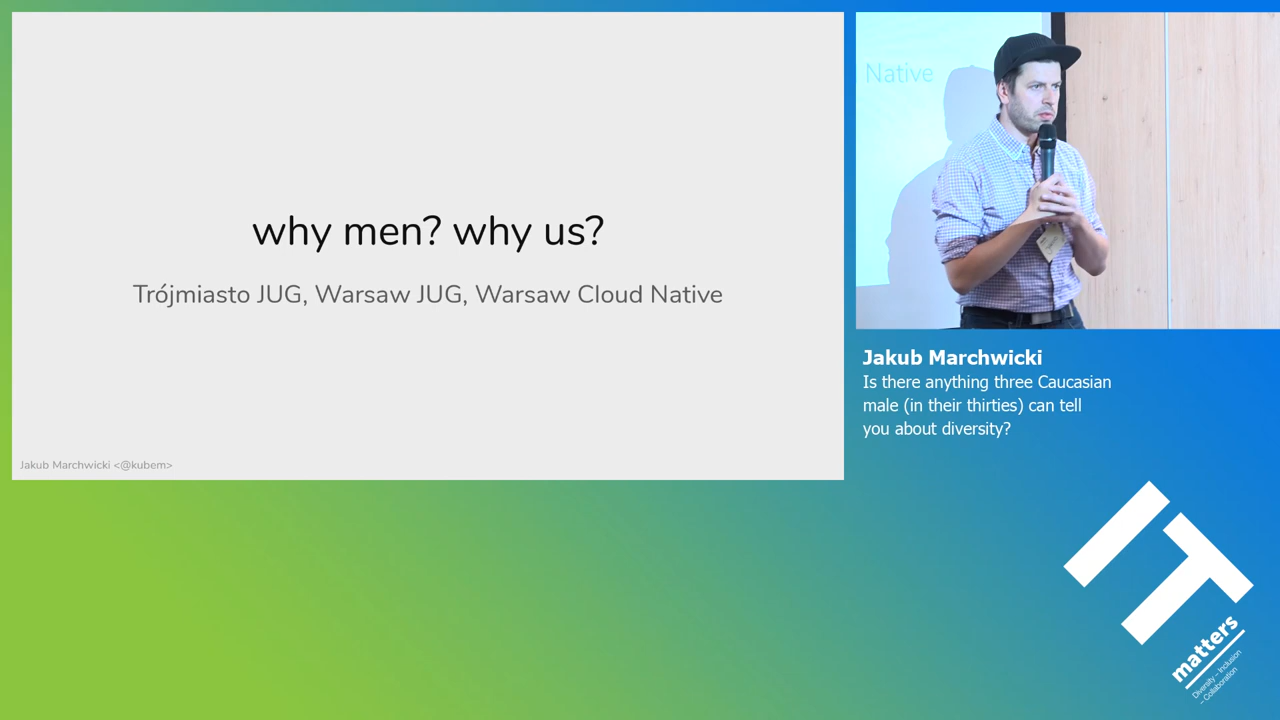 why men? why us?
Trójmiasto JUG, Warsaw JUG, Warsaw Cloud Native
Jakub Marchwicki <@kubem>
Native
Jakub Marchwicki
Is there anything three Caucasian
male (in their thirties) can tell
you about diversity?
IT
matters
Diversity – Inclusion
– Collaboration